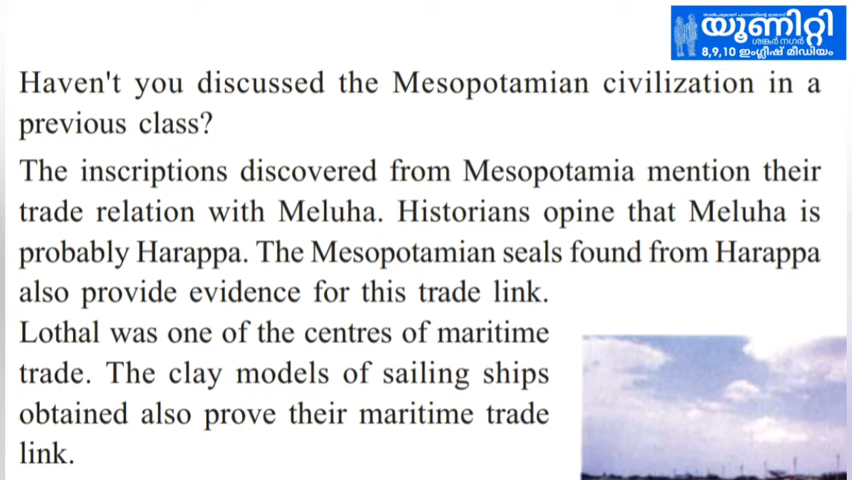 യൂണിറ്റി
ശങ്കർ നഗർ
8,9,10 ഇംഗ്ലീഷ് മീഡിയം
Haven't you discussed the Mesopotamian civilization in a
previous class?
The inscriptions discovered from Mesopotamia mention their
trade relation with Meluha. Historians opine that Meluha is
probably Harappa. The Mesopotamian seals found from Harappa
also provide evidence for this trade link.
Lothal was one of the centres of maritime
trade. The clay models of sailing ships
obtained also prove their maritime trade
link.